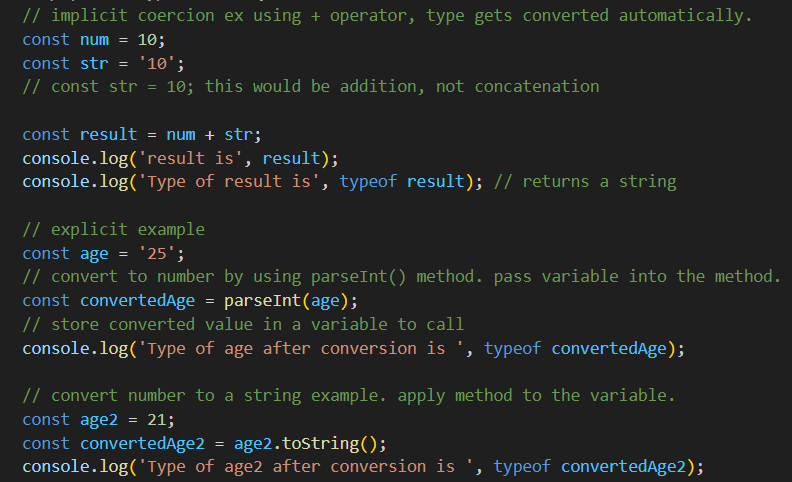 // implicit coercion ex using + operator, type gets converted automatically.
const num = 10;
const str = '10';
// const str = 10; this would be addition, not concatenation
const result = num + str;
console.log('result is', result);
console.log('Type of result is', typeof result); // returns a string
// explicit example
const age = '25';
// convert to number by using parseInt() method. pass variable into the method.
const convertedAge = parseInt(age);
// store converted value in a variable to call
console.log('Type of age after conversion is ', typeof convertedAge);
// convert number to a string example. apply method to the variable.
const age2 = 21;
const convertedAge2 = age2.toString();
console.log('Type of age2 after conversion is ', typeof convertedAge2);